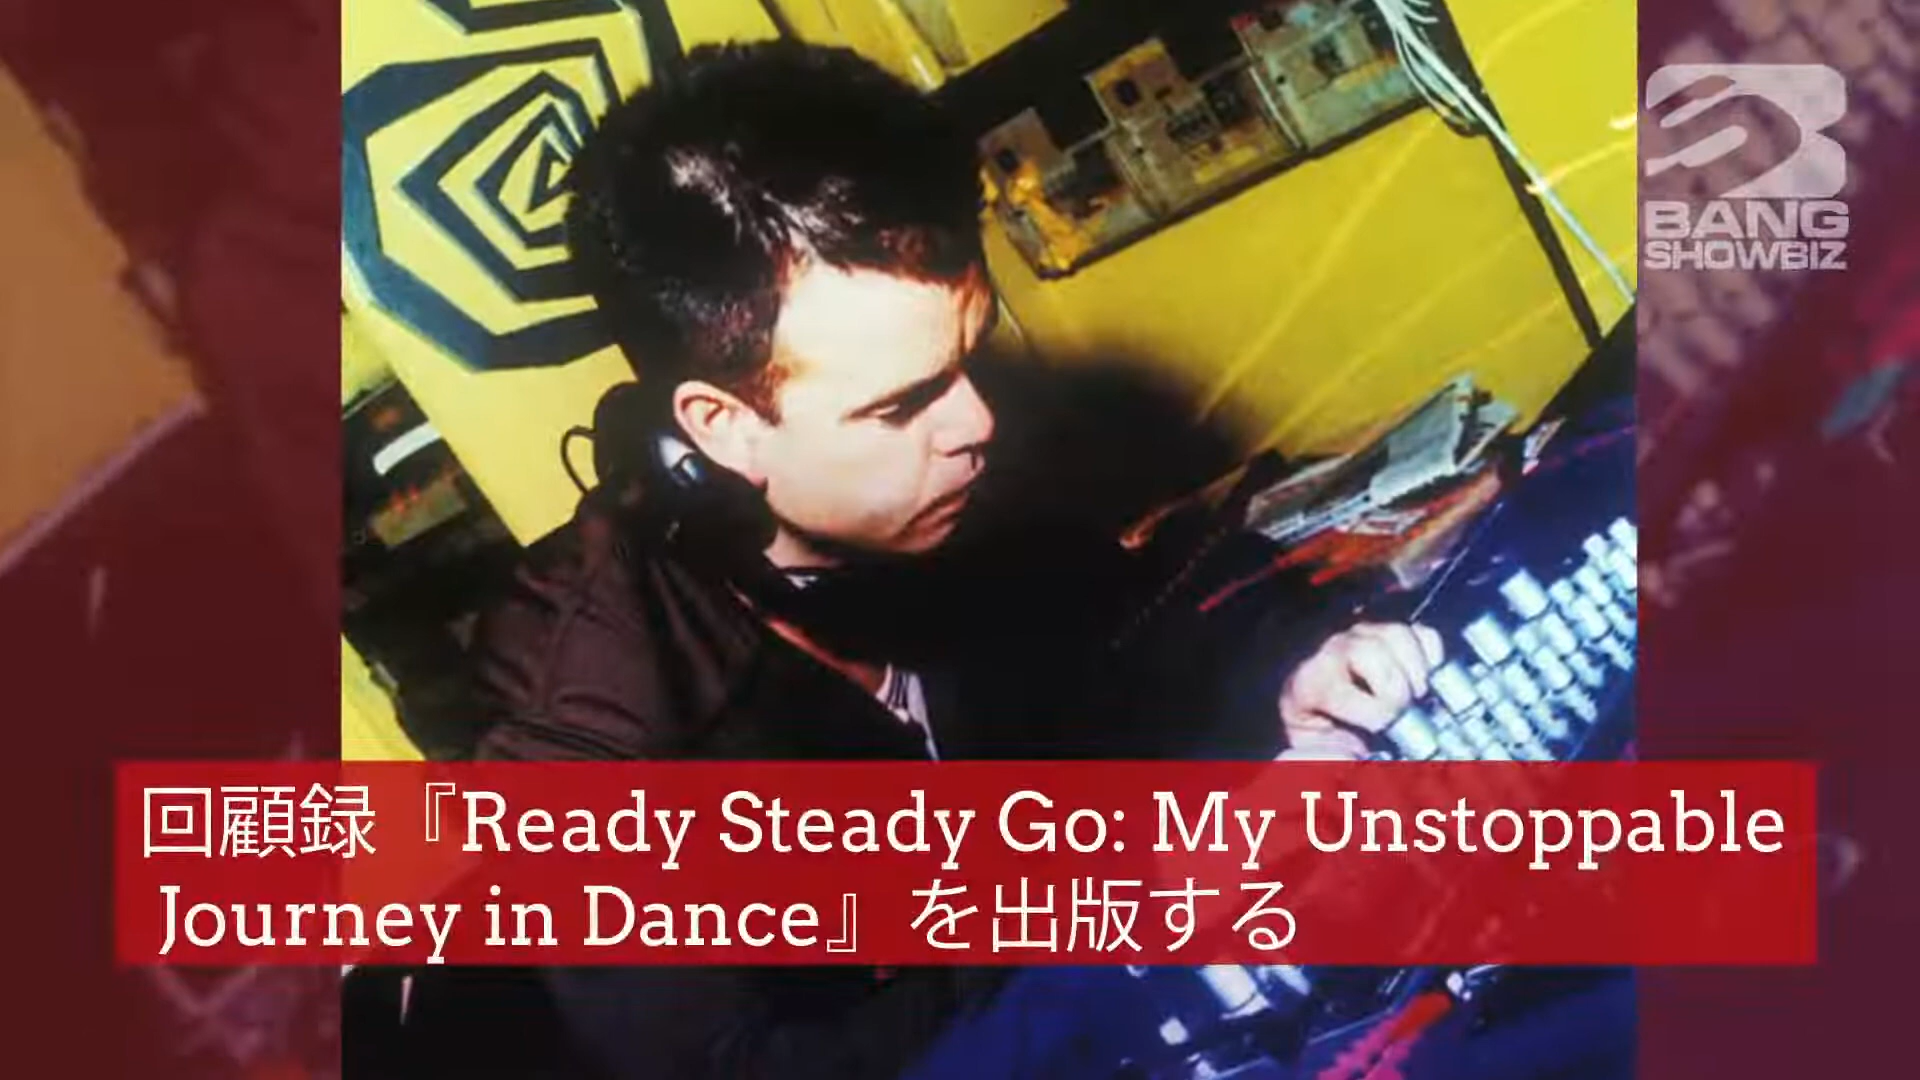 BANG
SHOWBIZ
回顧録『Ready Steady Go: My Unstoppable
Journey in Dance』を出版する